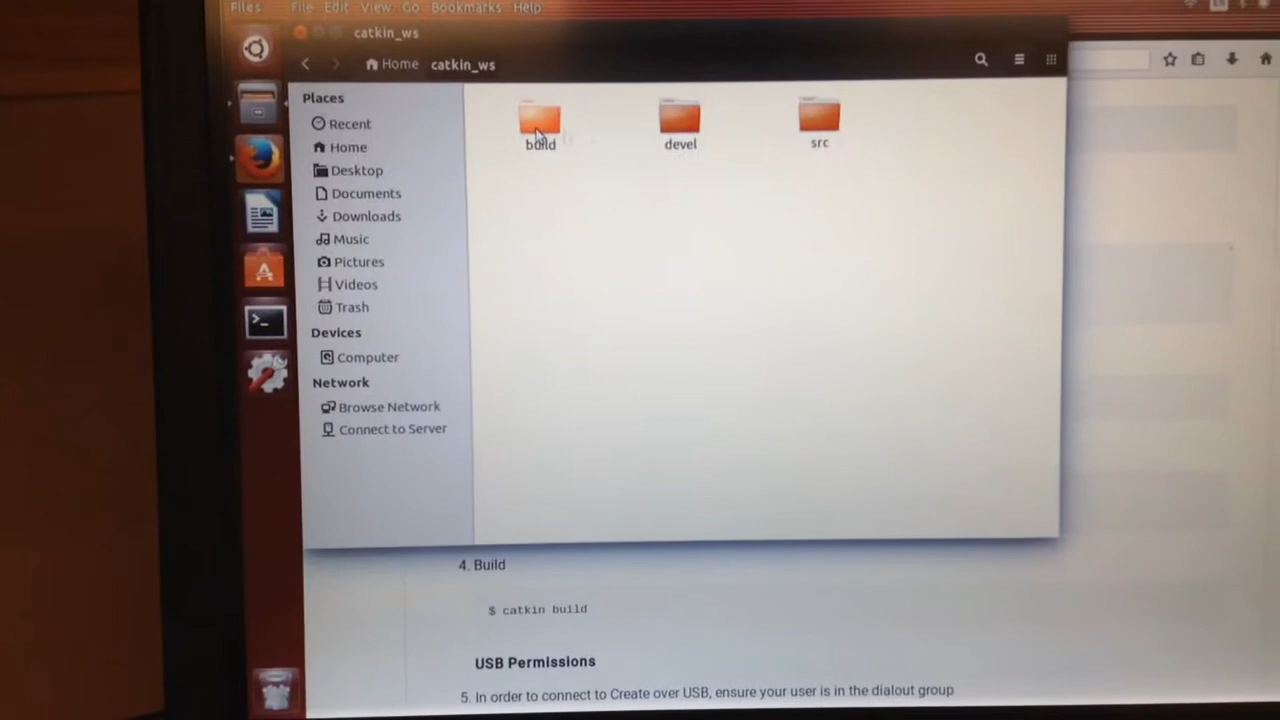 Files File Edit View Go Bookmarks Help
catkin_ws
Home catkin_ws
Places
Recent
Home
Desktop
Documents
Downloads
Music
Pictures
Videos
Trash
Devices
Computer
Network
Browse Network
Connect to Server
build devel src
4. Build
$ catkin build
USB Permissions
5. In order to connect to Create over USB, ensure your user is in the dialout group